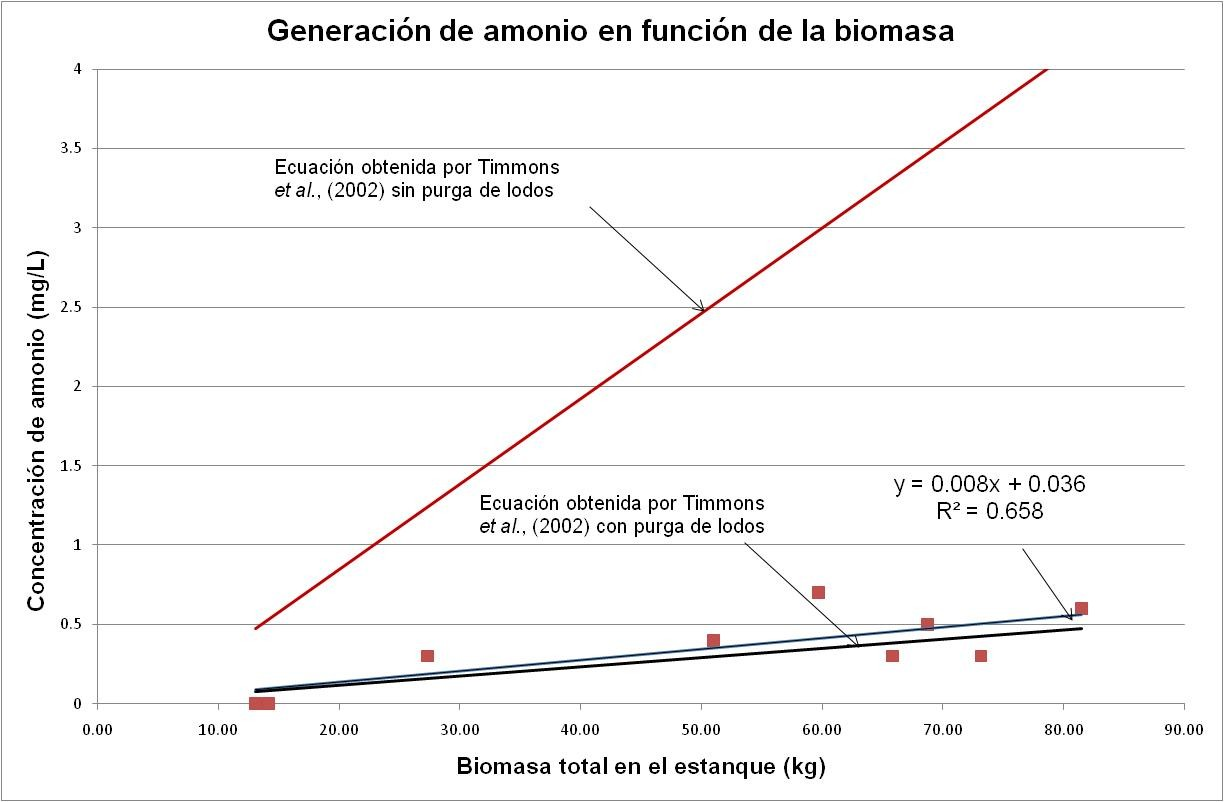 Generación de amonio en función de la biomasa
4
3.5
3
2.5
2
1.5
1
0.5
0
Concentración de amonio (mg/L)
Ecuación obtenida por Timmons
et al., (2002) sin purga de lodos
Ecuación obtenida por Timmons
et al., (2002) con purga de lodos
y = 0.008x + 0.036
R² = 0.658
0.00 10.00 20.00 30.00 40.00 50.00 60.00 70.00 80.00 90.00
Biomasa total en el estanque (kg)